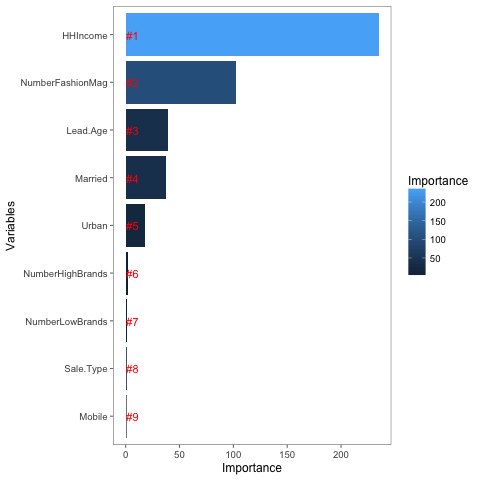 HHIncome
#1
NumberFashionMag
#2
Lead.Age
#3
Married
#4
Urban
#5
NumberHighBrands
#6
NumberLowBrands
#7
Sale.Type
#8
Mobile
#9
Variables
0
50
100
150
200
Importance
Importance
200
150
100
50